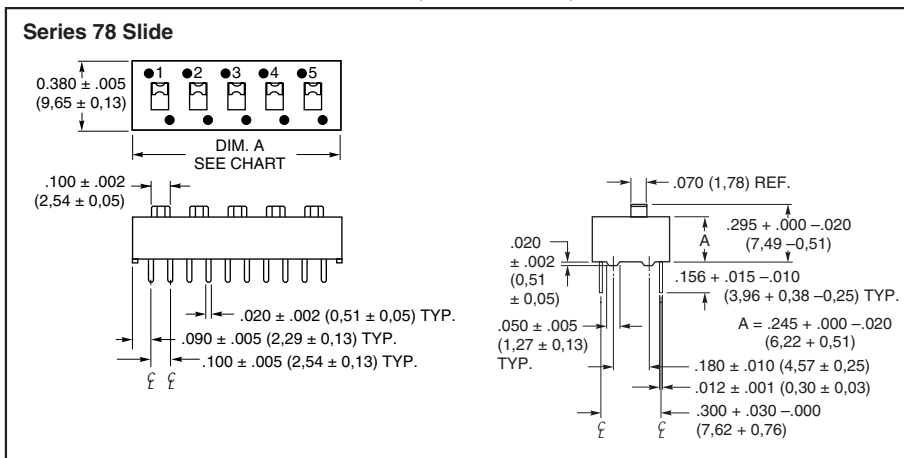 Series 78 Slide
1 2 3 4 5
0.380 ± .005
(9,65 ± 0,13)
DIM. A
SEE CHART
.100 ± .002
(2,54 ± 0,05)
.020 ± .002 (0,51 ± 0,05) TYP.
.090 ± .005 (2,29 ± 0,13) TYP.
.100 ± .005 (2,54 ± 0,13) TYP.
℄ ℄
.070 (1,78) REF.
.295 + .000 –.020
(7,49 –0,51)
A
.020
± .002
(0,51
± 0,05)
.156 + .015 –.010
(3,96 + 0,38 –0,25) TYP.
.050 ± .005
(1,27 ± 0,13)
TYP.
A = .245 + .000 –.020
(6,22 + 0,51)
.180 ± .010 (4,57 ± 0,25)
.012 ± .001 (0,30 ± 0,03)
.300 + .030 –.000
(7,62 + 0,76)
℄ ℄